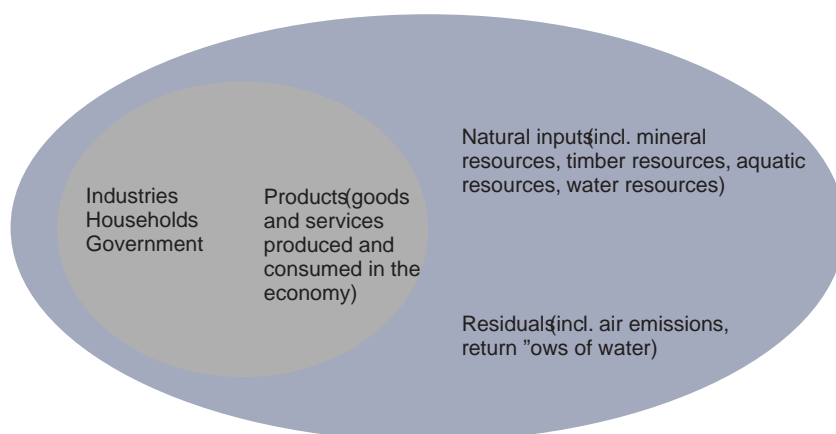 Industries
Households
Government
Products(goods
and services
produced and
consumed in the
economy)
Natural inputs(incl. mineral
resources, timber resources, aquatic
resources, water resources)
Residuals(incl. air emissions,
return ”ows of water)